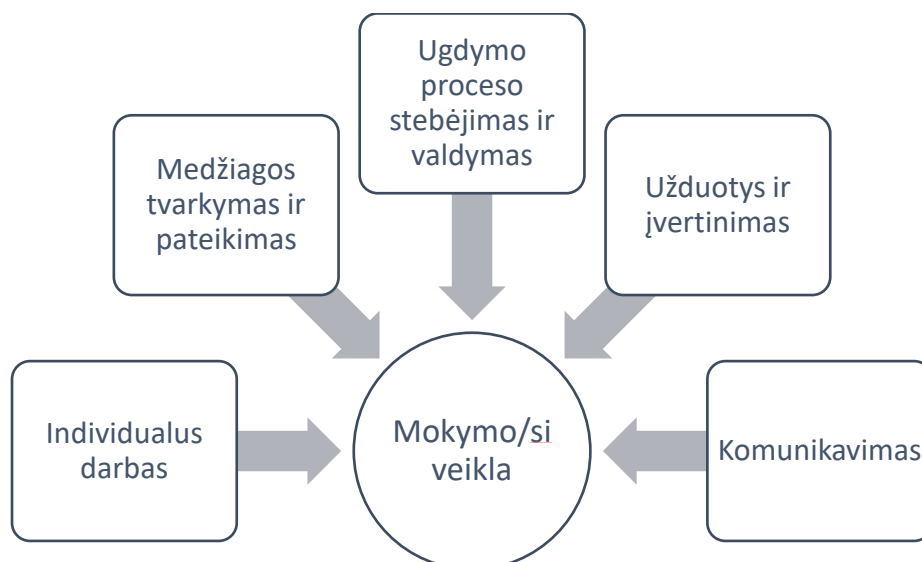 Ugdymo
proceso
stebėjimas ir
valdymas
Medžiagos
tvarkymas ir
pateikimas
Užduotys ir
įvertinimas
Individualus
darbas
Mokymo/si
veikla
Komunikavimas